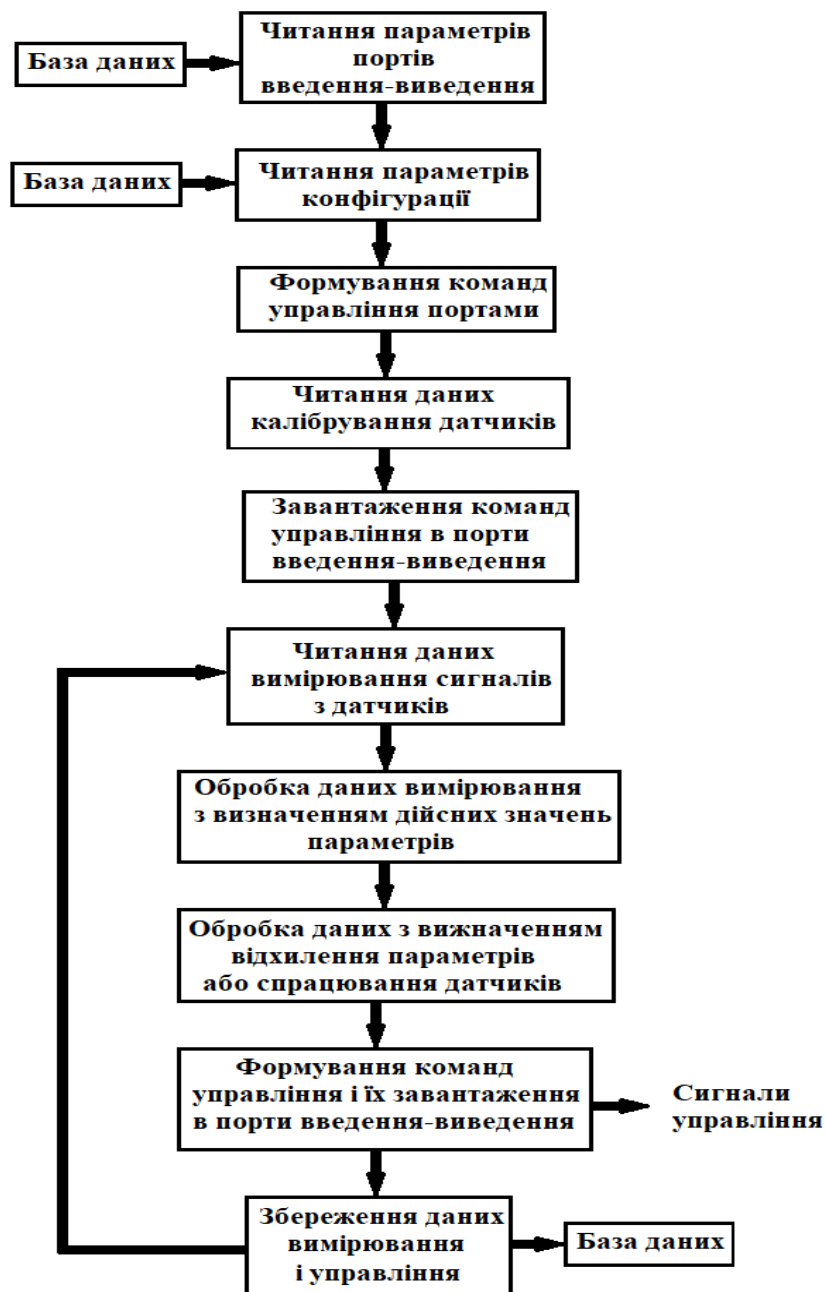 Читання параметрів
портів
введення-виведення
База даних
Читання параметрів
конфігурації
База даних
Формування команд
управління портами
Читання даних
калібрування датчиків
Завантаження команд
управління в порти
введення-виведення
Читання даних
вимірювання сигналів
з датчиків
Обробка даних вимірювання
з визначенням дійсних значень
параметрів
Обробка даних з вижначенням
відхилення параметрів
або спрацювання датчиків
Формування команд
управління і їх завантаження
в порти введення-виведення
Сигнали
управління
Збереження даних
вимірювання
і управління
База даних